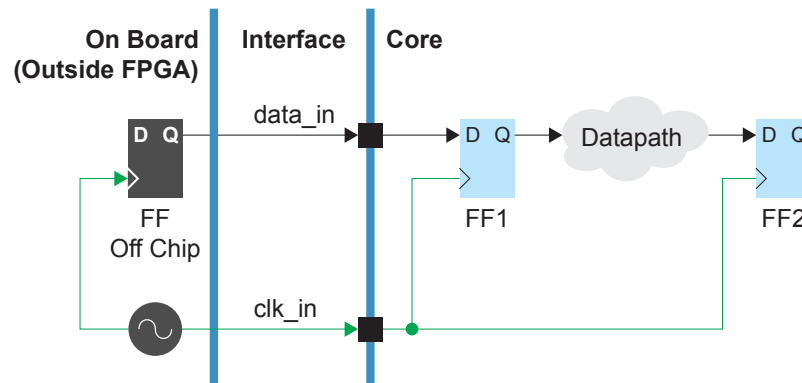 On Board
(Outside FPGA)
Interface
Core
data_in
D Q
D Q
Datapath
D Q
FF
Off Chip
FF1
FF2
clk_in